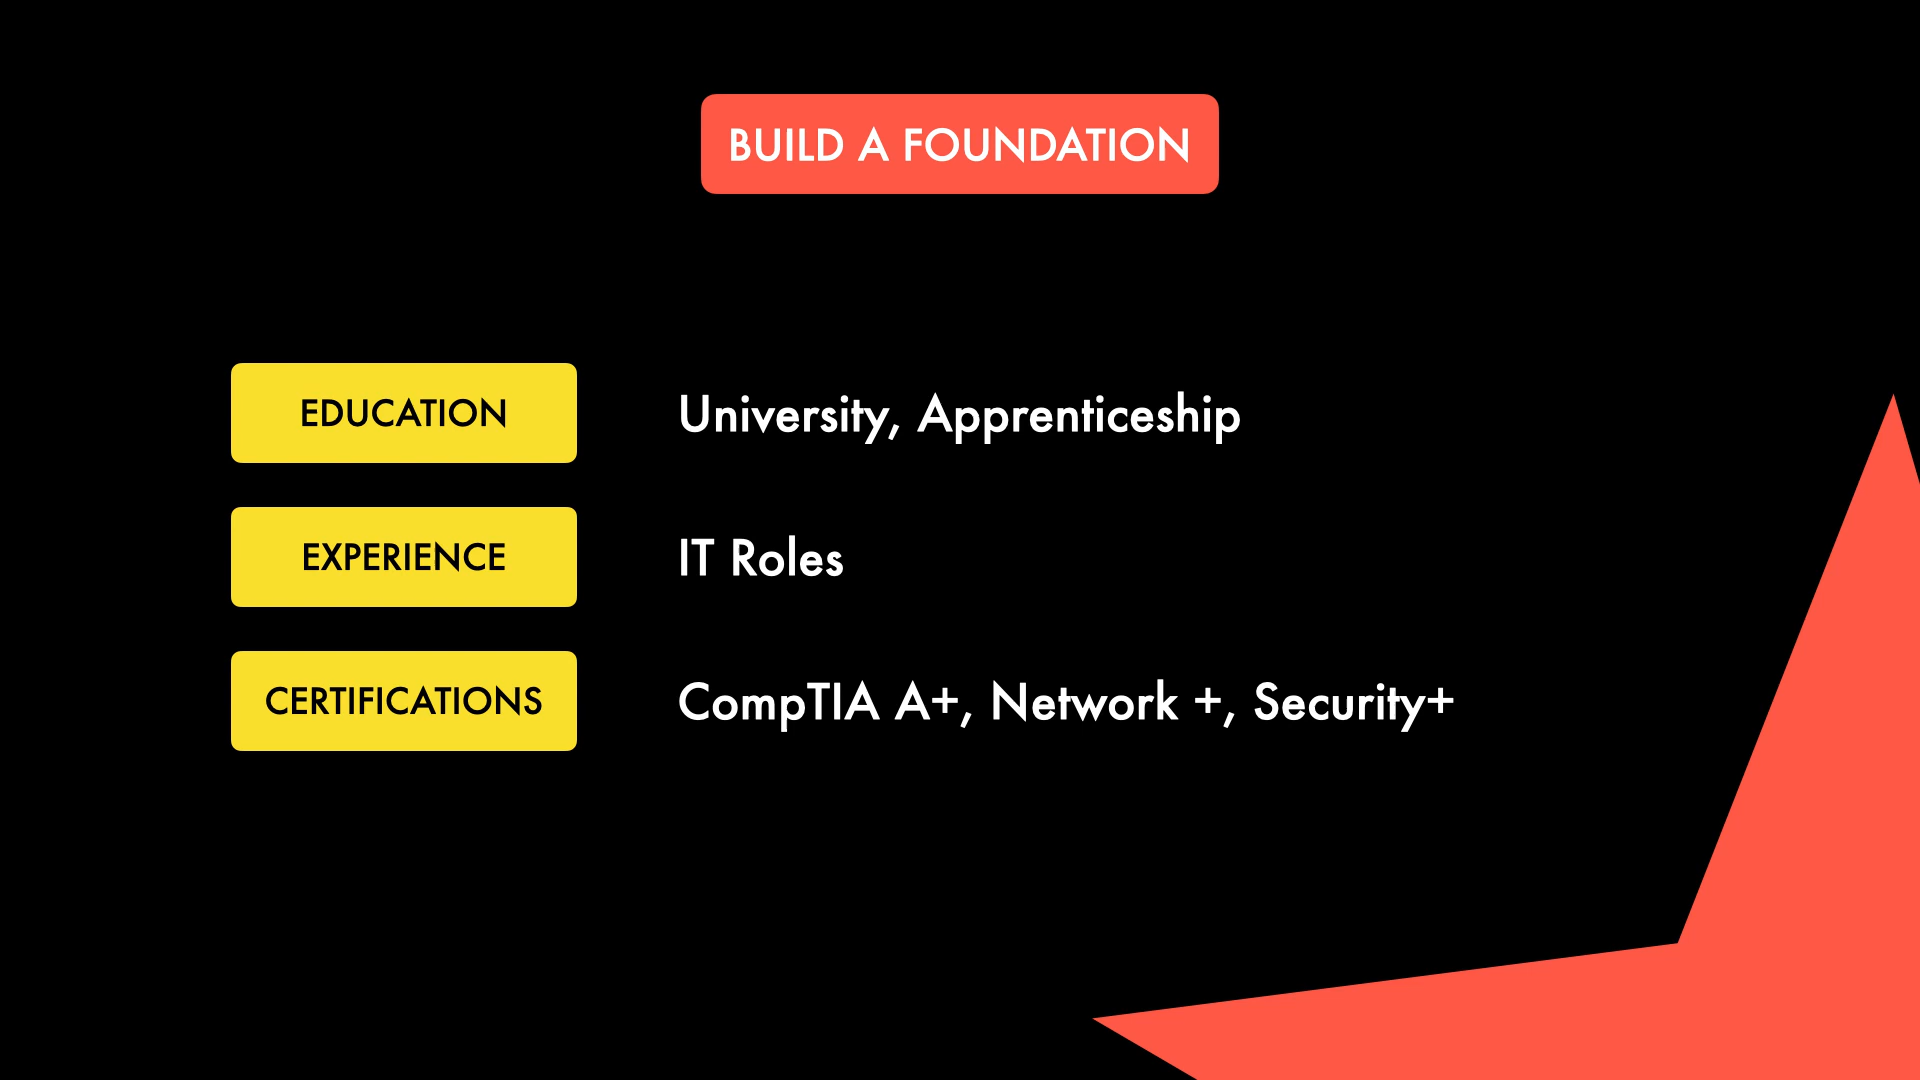 BUILD A FOUNDATION
EDUCATION
University, Apprenticeship
EXPERIENCE
IT Roles
CERTIFICATIONS
CompTIA A+, Network +, Security+